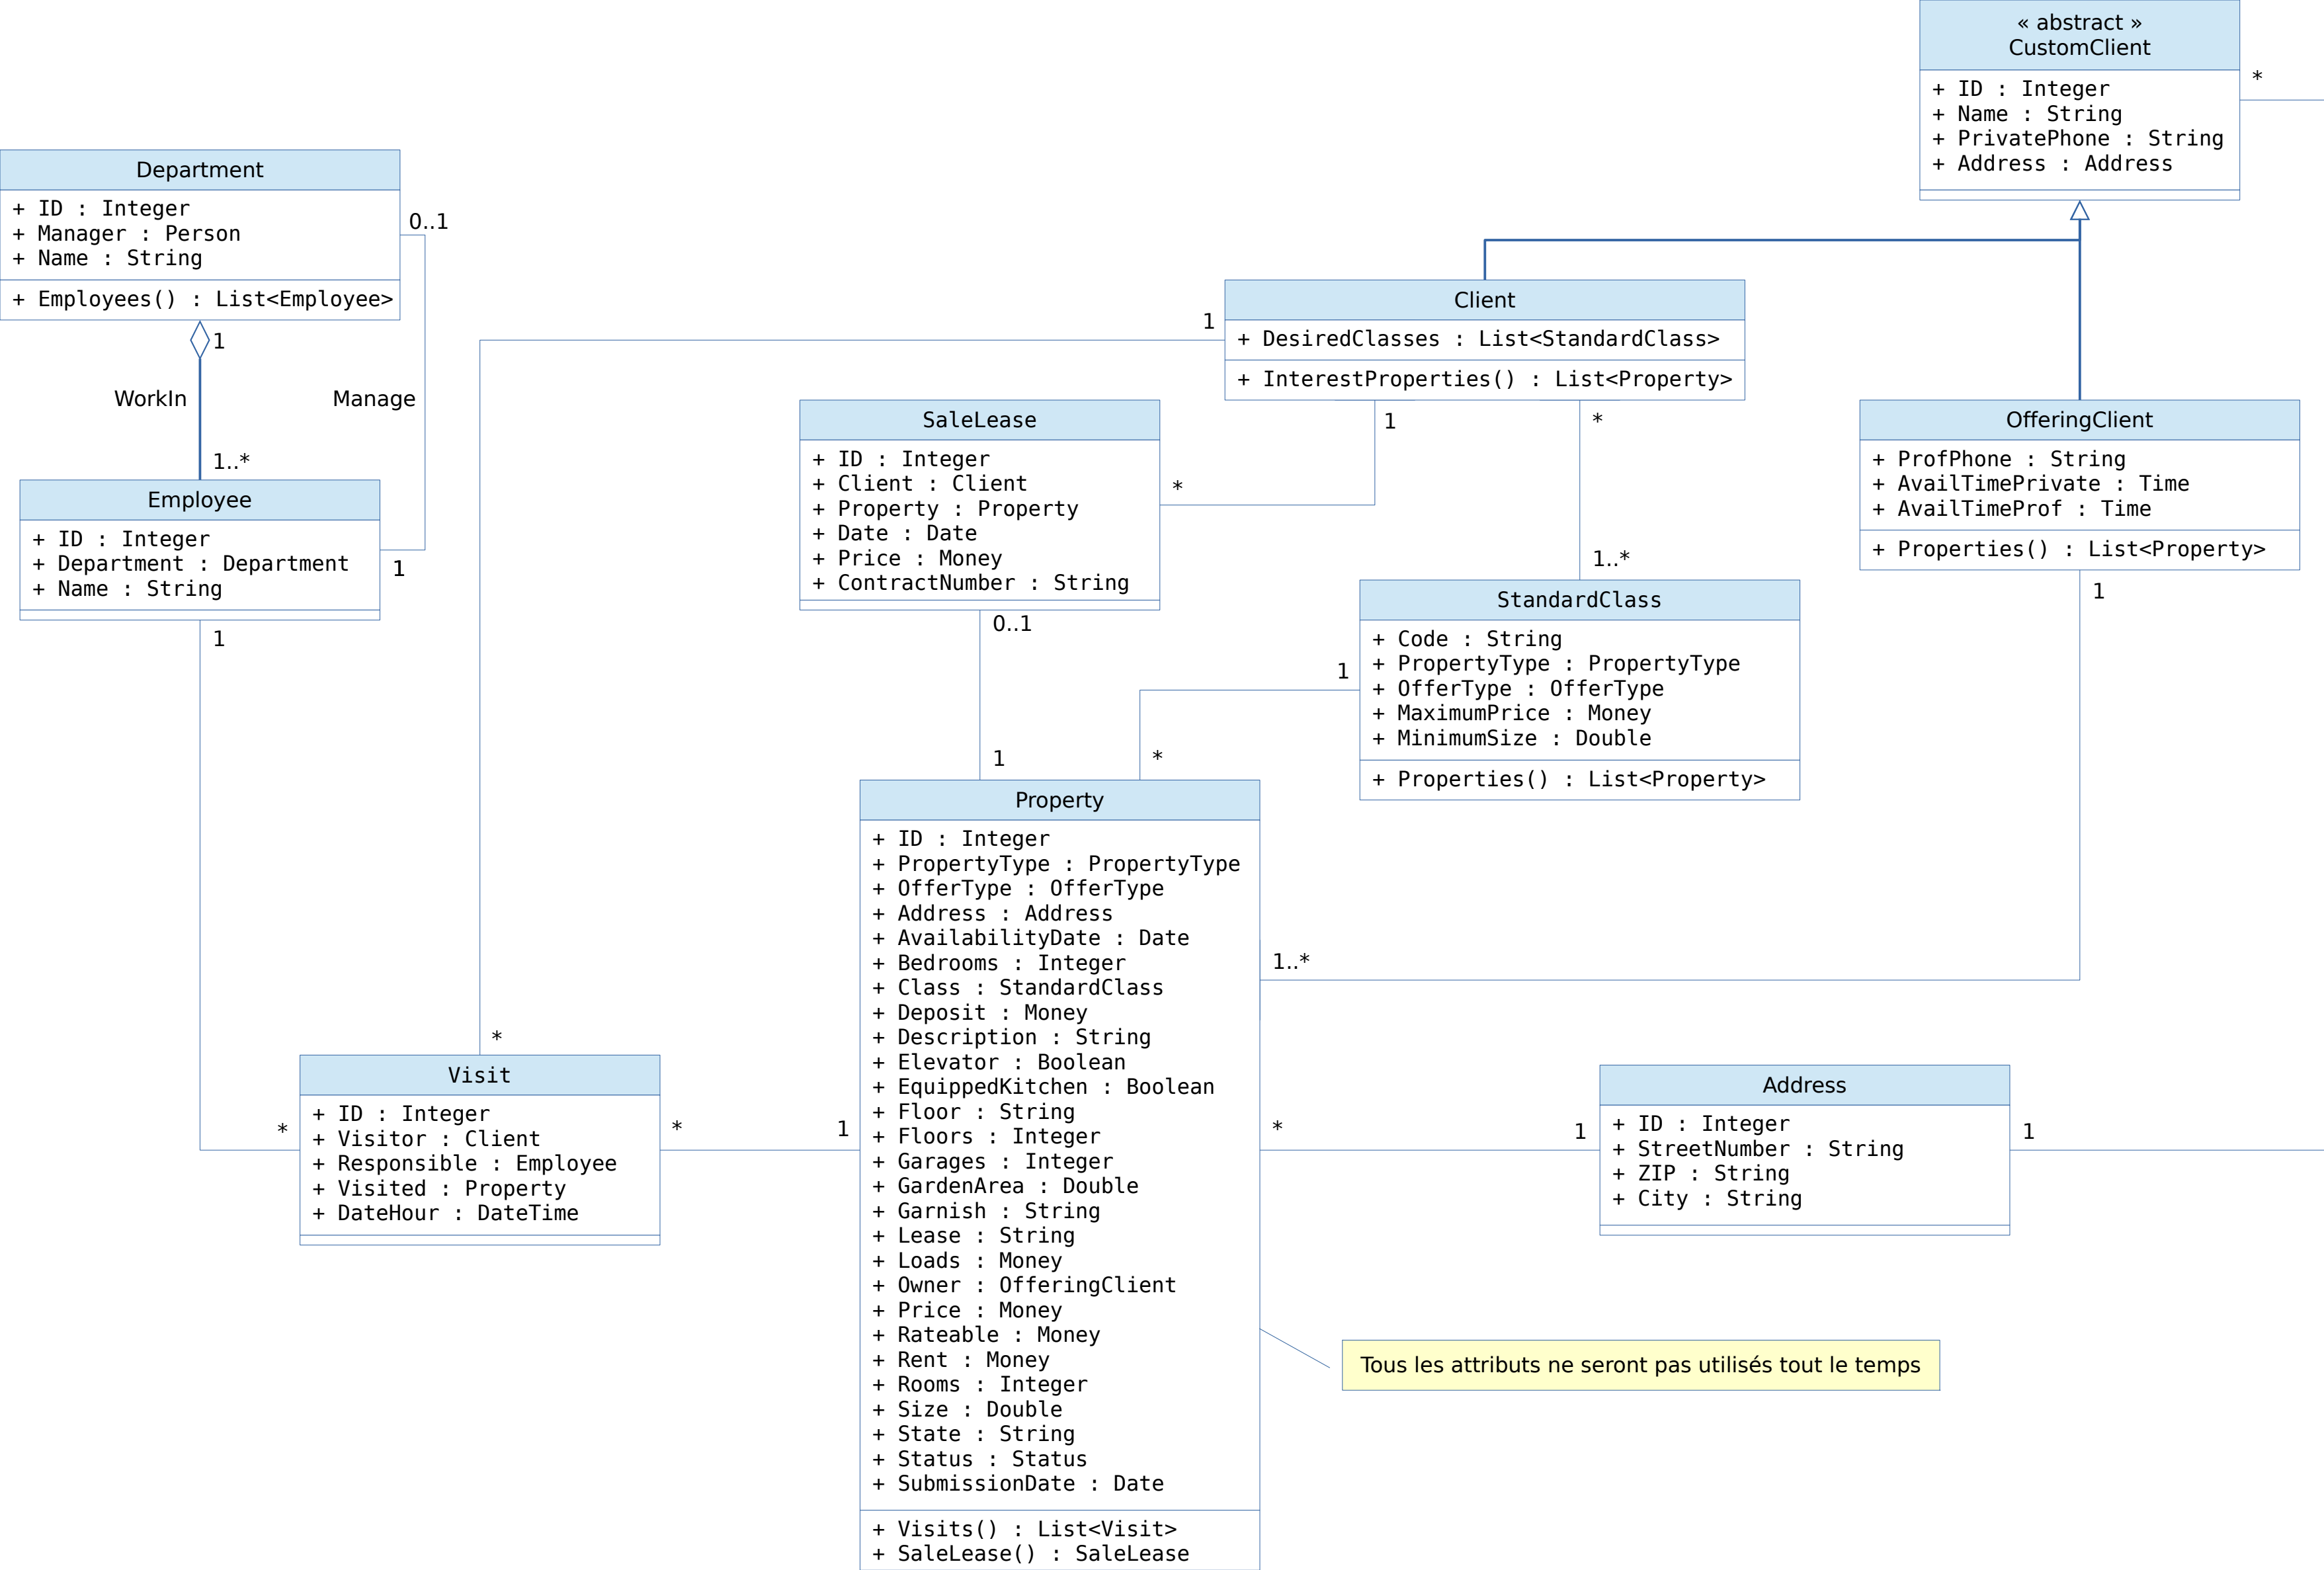 « abstract »
CustomClient
+ ID : Integer
+ Name : String
+ PrivatePhone : String
+ Address : Address
*
Department
+ ID : Integer
+ Manager : Person
+ Name : String
+ Employees() : List<Employee>
0..1
1
WorkIn
Manage
1..*
Employee
+ ID : Integer
+ Department : Department
+ Name : String
1
1
Client
+ DesiredClasses : List<StandardClass>
+ InterestProperties() : List<Property>
1
1
*
SaleLease
+ ID : Integer
+ Client : Client
+ Property : Property
+ Date : Date
+ Price : Money
+ ContractNumber : String
*
0..1
1
OfferingClient
+ ProfPhone : String
+ AvailTimePrivate : Time
+ AvailTimeProf : Time
+ Properties() : List<Property>
1
1..*
StandardClass
+ Code : String
+ PropertyType : PropertyType
+ OfferType : OfferType
+ MaximumPrice : Money
+ MinimumSize : Double
+ Properties() : List<Property>
1
*
Property
+ ID : Integer
+ PropertyType : PropertyType
+ OfferType : OfferType
+ Address : Address
+ AvailabilityDate : Date
+ Bedrooms : Integer
+ Class : StandardClass
+ Deposit : Money
+ Description : String
+ Elevator : Boolean
+ EquippedKitchen : Boolean
+ Floor : String
+ Floors : Integer
+ Garages : Integer
+ GardenArea : Double
+ Garnish : String
+ Lease : String
+ Loads : Money
+ Owner : OfferingClient
+ Price : Money
+ Rateable : Money
+ Rent : Money
+ Rooms : Integer
+ Size : Double
+ State : String
+ Status : Status
+ SubmissionDate : Date
+ Visits() : List<Visit>
+ SaleLease() : SaleLease
1..*
*
Visit
+ ID : Integer
+ Visitor : Client
+ Responsible : Employee
+ Visited : Property
+ DateHour : DateTime
*
*
1
*
1
Address
+ ID : Integer
+ StreetNumber : String
+ ZIP : String
+ City : String
1
Tous les attributs ne seront pas utilisés tout le temps